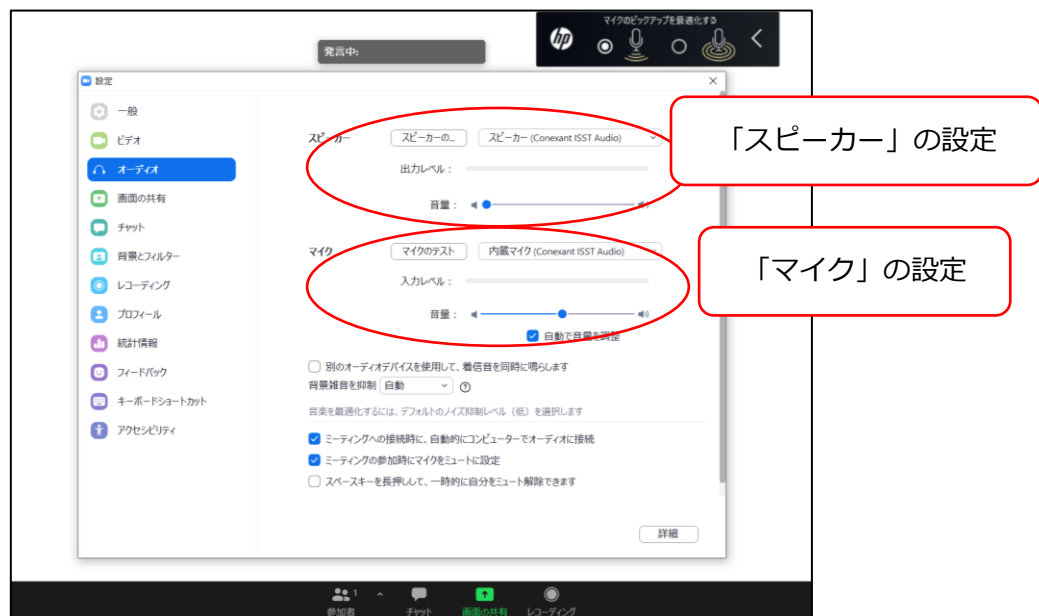 マイクのピックアップを最適化する
hp
発言中:
設定
一般
ビデオ
オーディオ
画面の共有
チャット
背景とフィルター
レコーディング
プロフィール
統計情報
フィードバック
キーボードショートカット
アクセシビリティ
スピーカー
スピーカーの...
スピーカー (Conexant ISST Audio)
出力レベル：
音量：
「スピーカー」の設定
マイク
マイクのテスト
内蔵マイク (Conexant ISST Audio)
入力レベル：
音量：
自動で音量を調整
「マイク」の設定
別のオーディオデバイスを使用して、着信音を同時に鳴らします
背景雑音を抑制 自動
音楽を最適化するには、デフォルトのノイズ抑制レベル（低）を選択します
ミーティングへの接続時に、自動的にコンピューターでオーディオに接続
ミーティングの参加時にマイクをミュートに設定
スペースキーを長押しして、一時的に自分をミュート解除できます
詳細
1
参加者
チャット
画面の共有
レコーディング